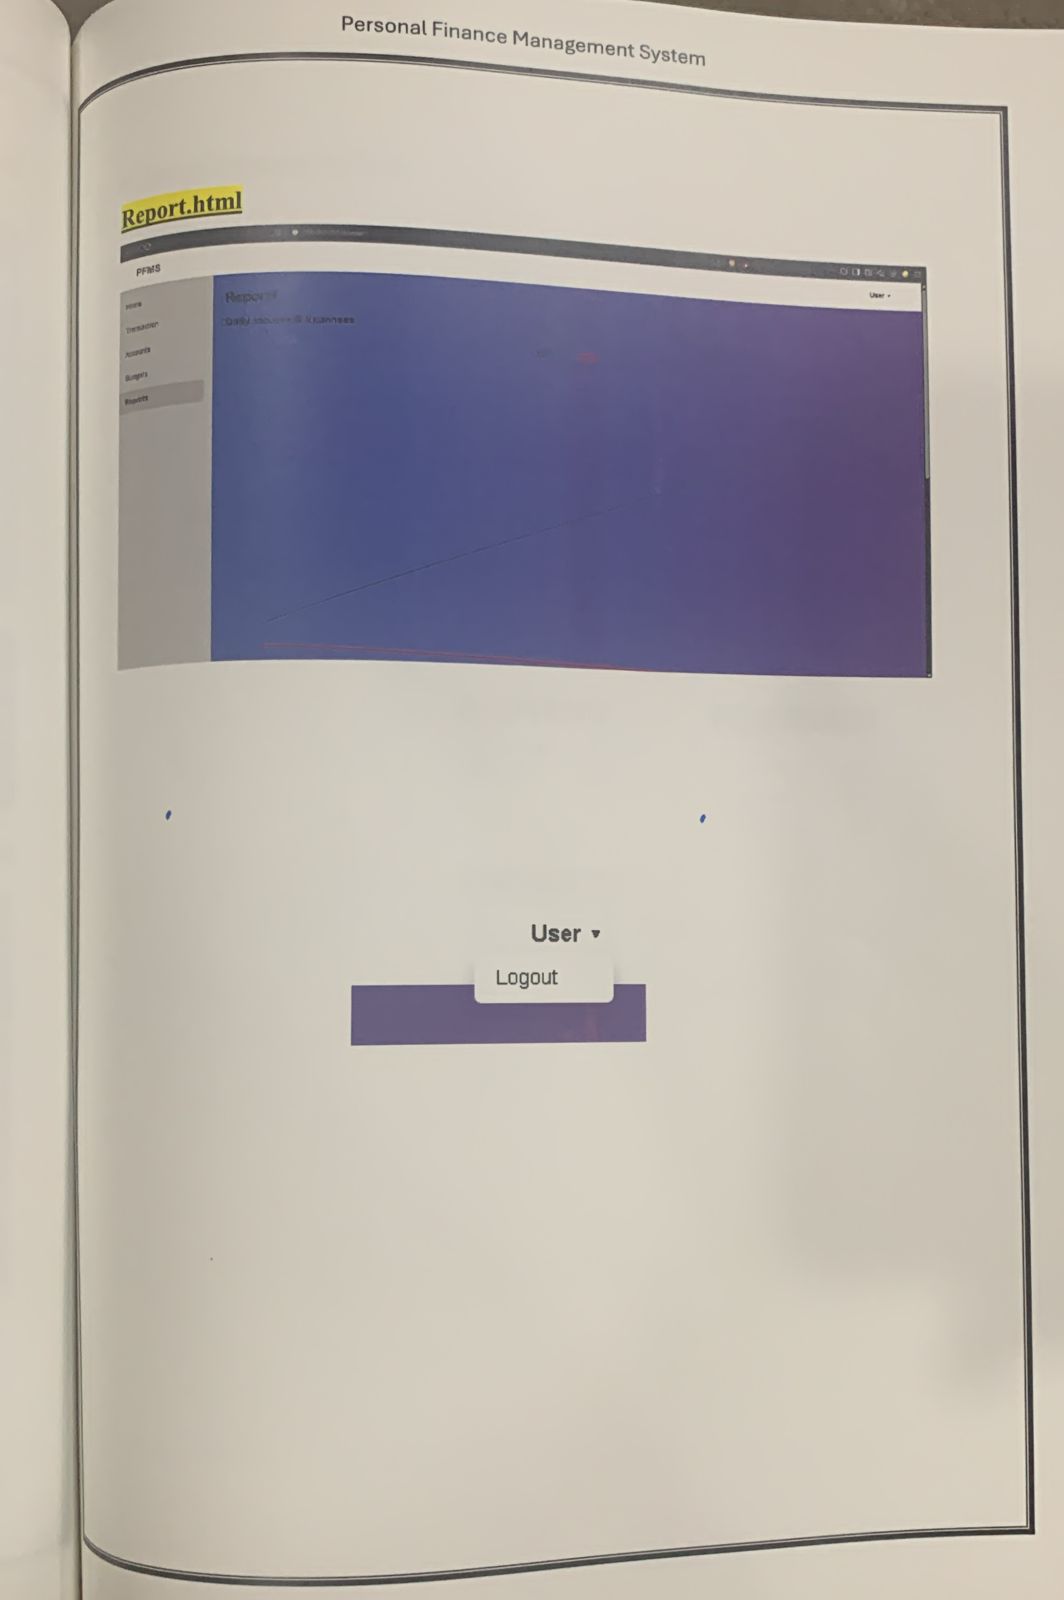 Personal Finance Management System
Report.html
PFMS
User
Home
Transaction
Accounts
Budgets
Reports
Report
Daily Income & Expenses
User
Logout